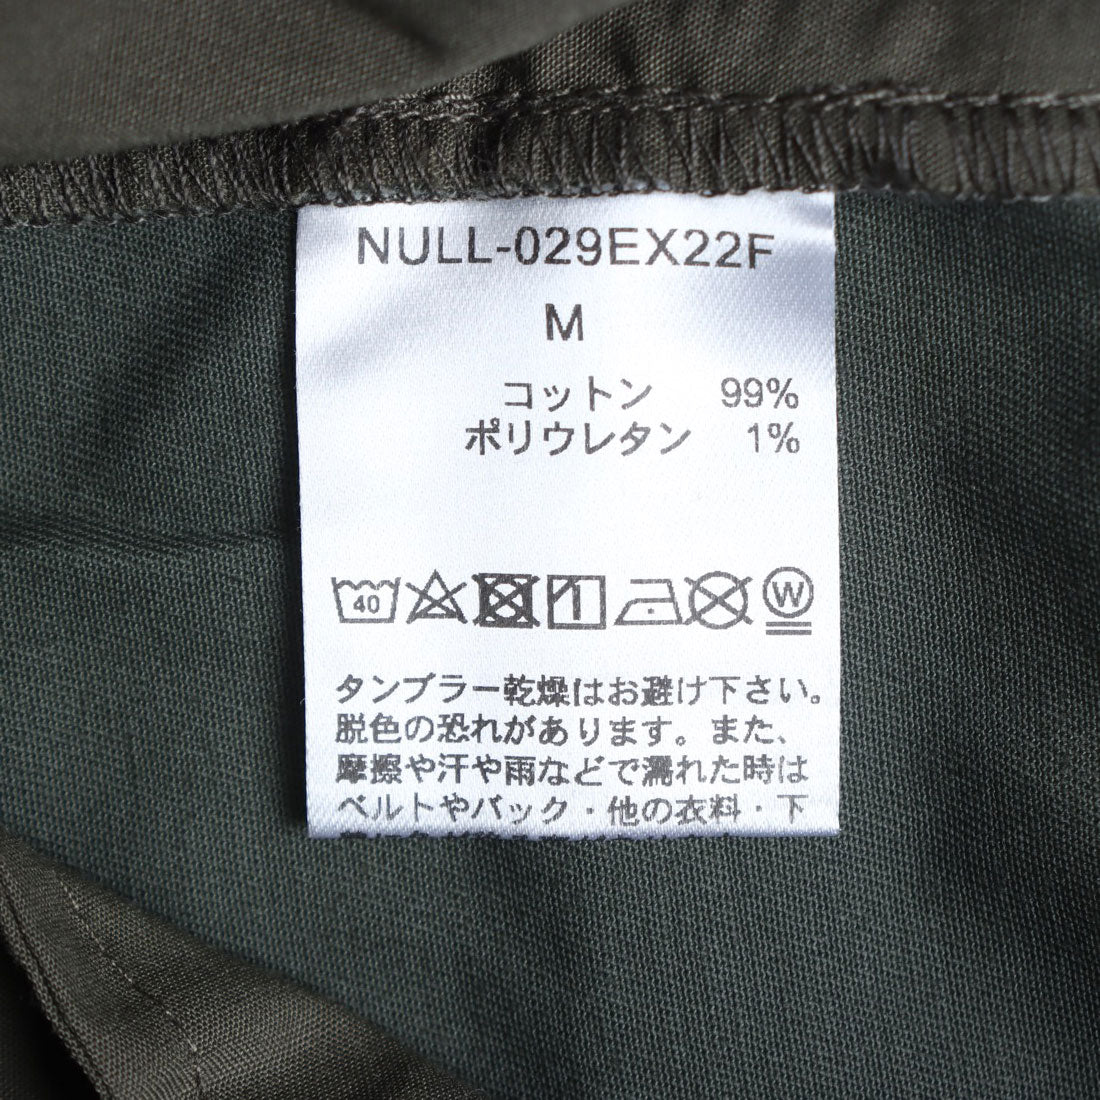 NULL-029EX22F
M
コットン 99%
ポリウレタン 1%
40 W
タンブラー乾燥はお避け下さい。
脱色の恐れがあります。また、
摩擦や汗や雨などで濡れた時は
ベルトやバック・他の衣料・下